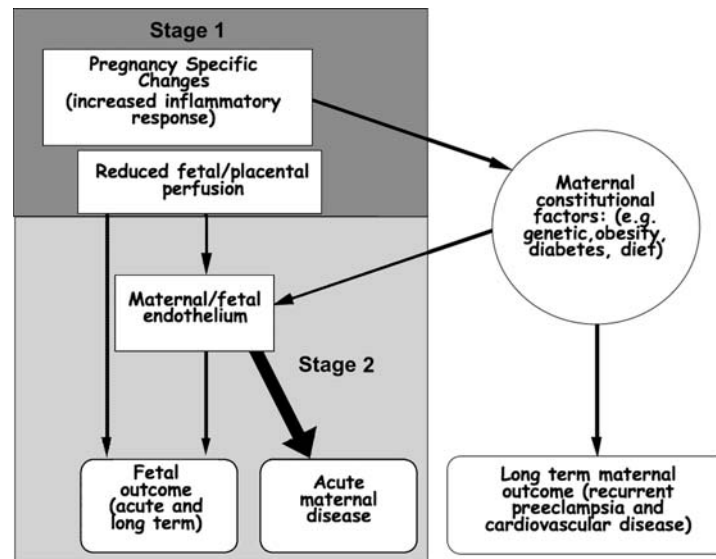 Stage 1
Pregnancy Specific
Changes
(increased inflammatory
response)
Reduced fetal/placental
perfusion
Maternal
constitutional
factors: (e.g.
genetic,obesity,
diabetes, diet)
Maternal/fetal
endothelium
Stage 2
Fetal
outcome
(acute and
long term)
Acute
maternal
disease
Long term maternal
outcome (recurrent
preeclampsia and
cardiovascular disease)